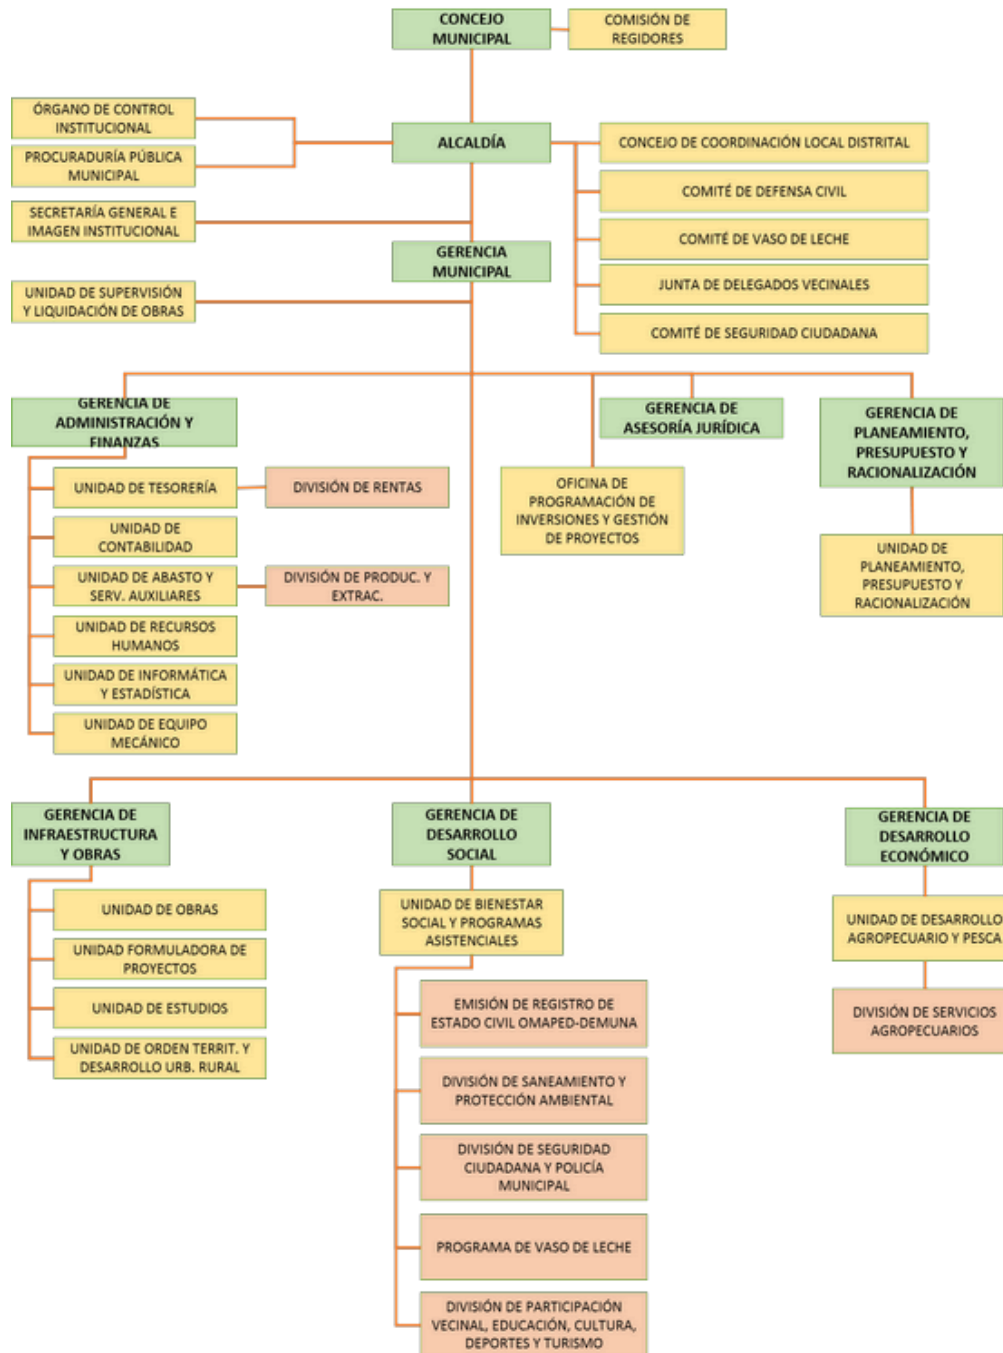 CONCEJO
MUNICIPAL
COMISIÓN DE
REGIDORES
ÓRGANO DE CONTROL
INSTITUCIONAL
PROCURADURÍA PÚBLICA
MUNICIPAL
SECRETARÍA GENERAL E
IMAGEN INSTITUCIONAL
UNIDAD DE SUPERVISIÓN
Y LIQUIDACIÓN DE OBRAS
ALCALDÍA
GERENCIA
MUNICIPAL
CONCEJO DE COORDINACIÓN LOCAL DISTRITAL
COMITÉ DE DEFENSA CIVIL
COMITÉ DE VASO DE LECHE
JUNTA DE DELEGADOS VECINALES
COMITÉ DE SEGURIDAD CIUDADANA
GERENCIA DE
ADMINISTRACIÓN Y
FINANZAS
UNIDAD DE TESORERÍA
DIVISIÓN DE RENTAS
UNIDAD DE
CONTABILIDAD
UNIDAD DE ABASTO Y
SERV. AUXILIARES
DIVISIÓN DE PRODUC. Y
EXTRAC.
UNIDAD DE RECURSOS
HUMANOS
UNIDAD DE INFORMÁTICA
Y ESTADÍSTICA
UNIDAD DE EQUIPO
MECÁNICO
OFICINA DE
PROGRAMACIÓN DE
INVERSIONES Y GESTIÓN
DE PROYECTOS
GERENCIA DE
ASESORÍA JURÍDICA
GERENCIA DE
PLANEAMIENTO,
PRESUPUESTO Y
RACIONALIZACIÓN
UNIDAD DE
PLANEAMIENTO,
PRESUPUESTO Y
RACIONALIZACIÓN
GERENCIA DE
INFRAESTRUCTURA
Y OBRAS
UNIDAD DE OBRAS
UNIDAD FORMULADORA DE
PROYECTOS
UNIDAD DE ESTUDIOS
UNIDAD DE ORDEN TERRIT. Y
DESARROLLO URB. RURAL
GERENCIA DE
DESARROLLO
SOCIAL
UNIDAD DE BIENESTAR
SOCIAL Y PROGRAMAS
ASISTENCIALES
EMISIÓN DE REGISTRO DE
ESTADO CIVIL OMAPED-DEMUNA
DIVISIÓN DE SANEAMIENTO Y
PROTECCIÓN AMBIENTAL
DIVISIÓN DE SEGURIDAD
CIUDADANA Y POLICÍA
MUNICIPAL
PROGRAMA DE VASO DE LECHE
DIVISIÓN DE PARTICIPACIÓN
VECINAL, EDUCACIÓN, CULTURA,
DEPORTES Y TURISMO
GERENCIA DE
DESARROLLO
ECONÓMICO
UNIDAD DE DESARROLLO
AGROPECUARIO Y PESCA
DIVISIÓN DE SERVICIOS
AGROPECUARIOS